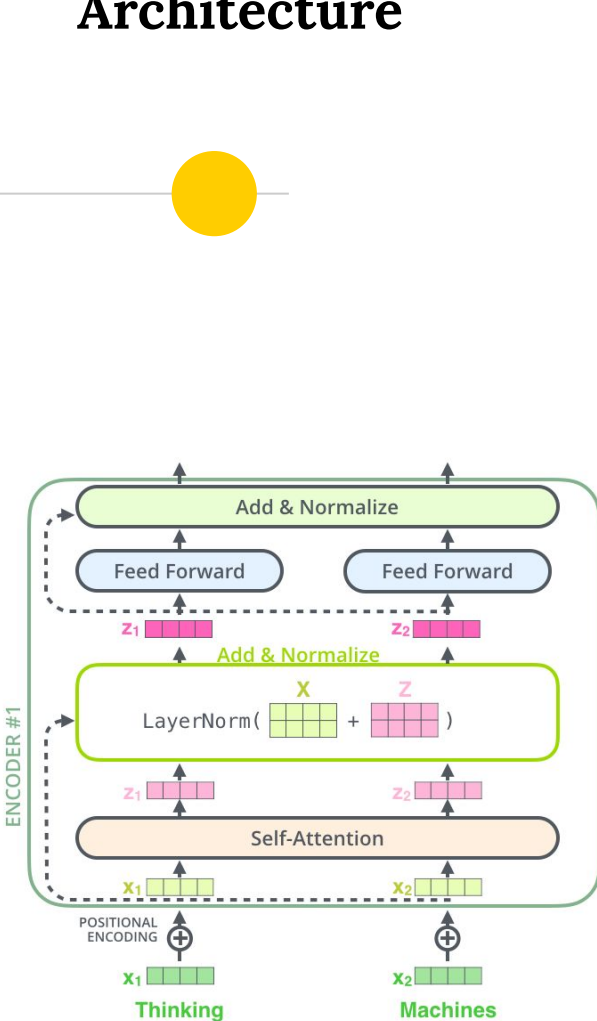 Architecture
Add & Normalize
Feed Forward Feed Forward
z1 z2
Add & Normalize
X Z
LayerNorm( + )
ENCODER #1
z1 z2
Self-Attention
x1 x2
POSITIONAL
ENCODING
x1 x2
Thinking Machines